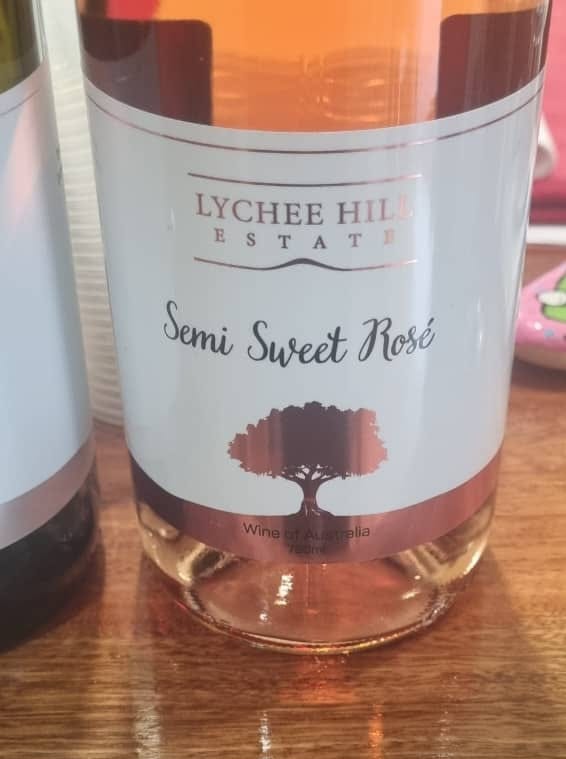 LYCHEE HILL
ESTATE
Semi Sweet Rosé
Wine of Australia
750ml